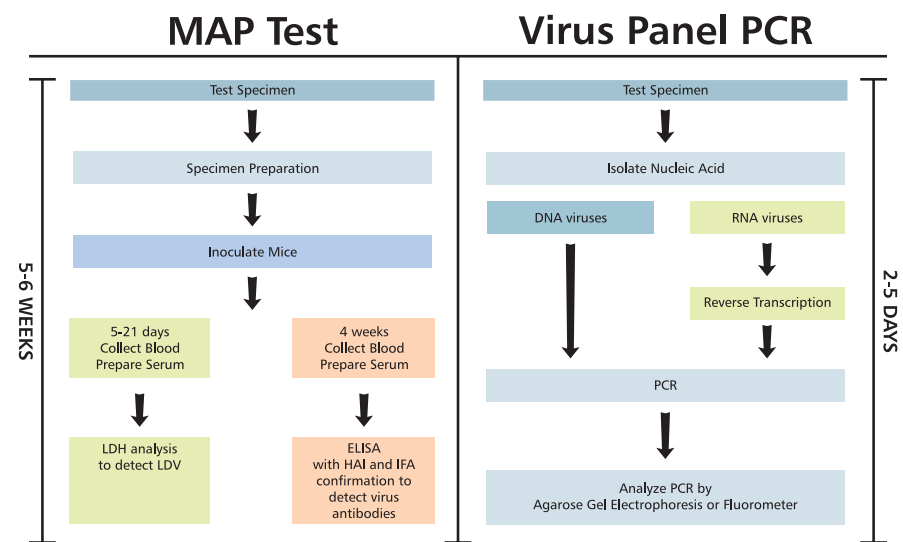 MAP Test
5-6 WEEKS
Test Specimen
Specimen Preparation
Inoculate Mice
5-21 days
Collect Blood
Prepare Serum
4 weeks
Collect Blood
Prepare Serum
LDH analysis
to detect LDV
ELISA
with HAI and IFA
confirmation to
detect virus
antibodies
Virus Panel PCR
Test Specimen
Isolate Nucleic Acid
DNA viruses
RNA viruses
Reverse Transcription
PCR
Analyze PCR by
Agarose Gel Electrophoresis or Fluorometer
2-5 DAYS